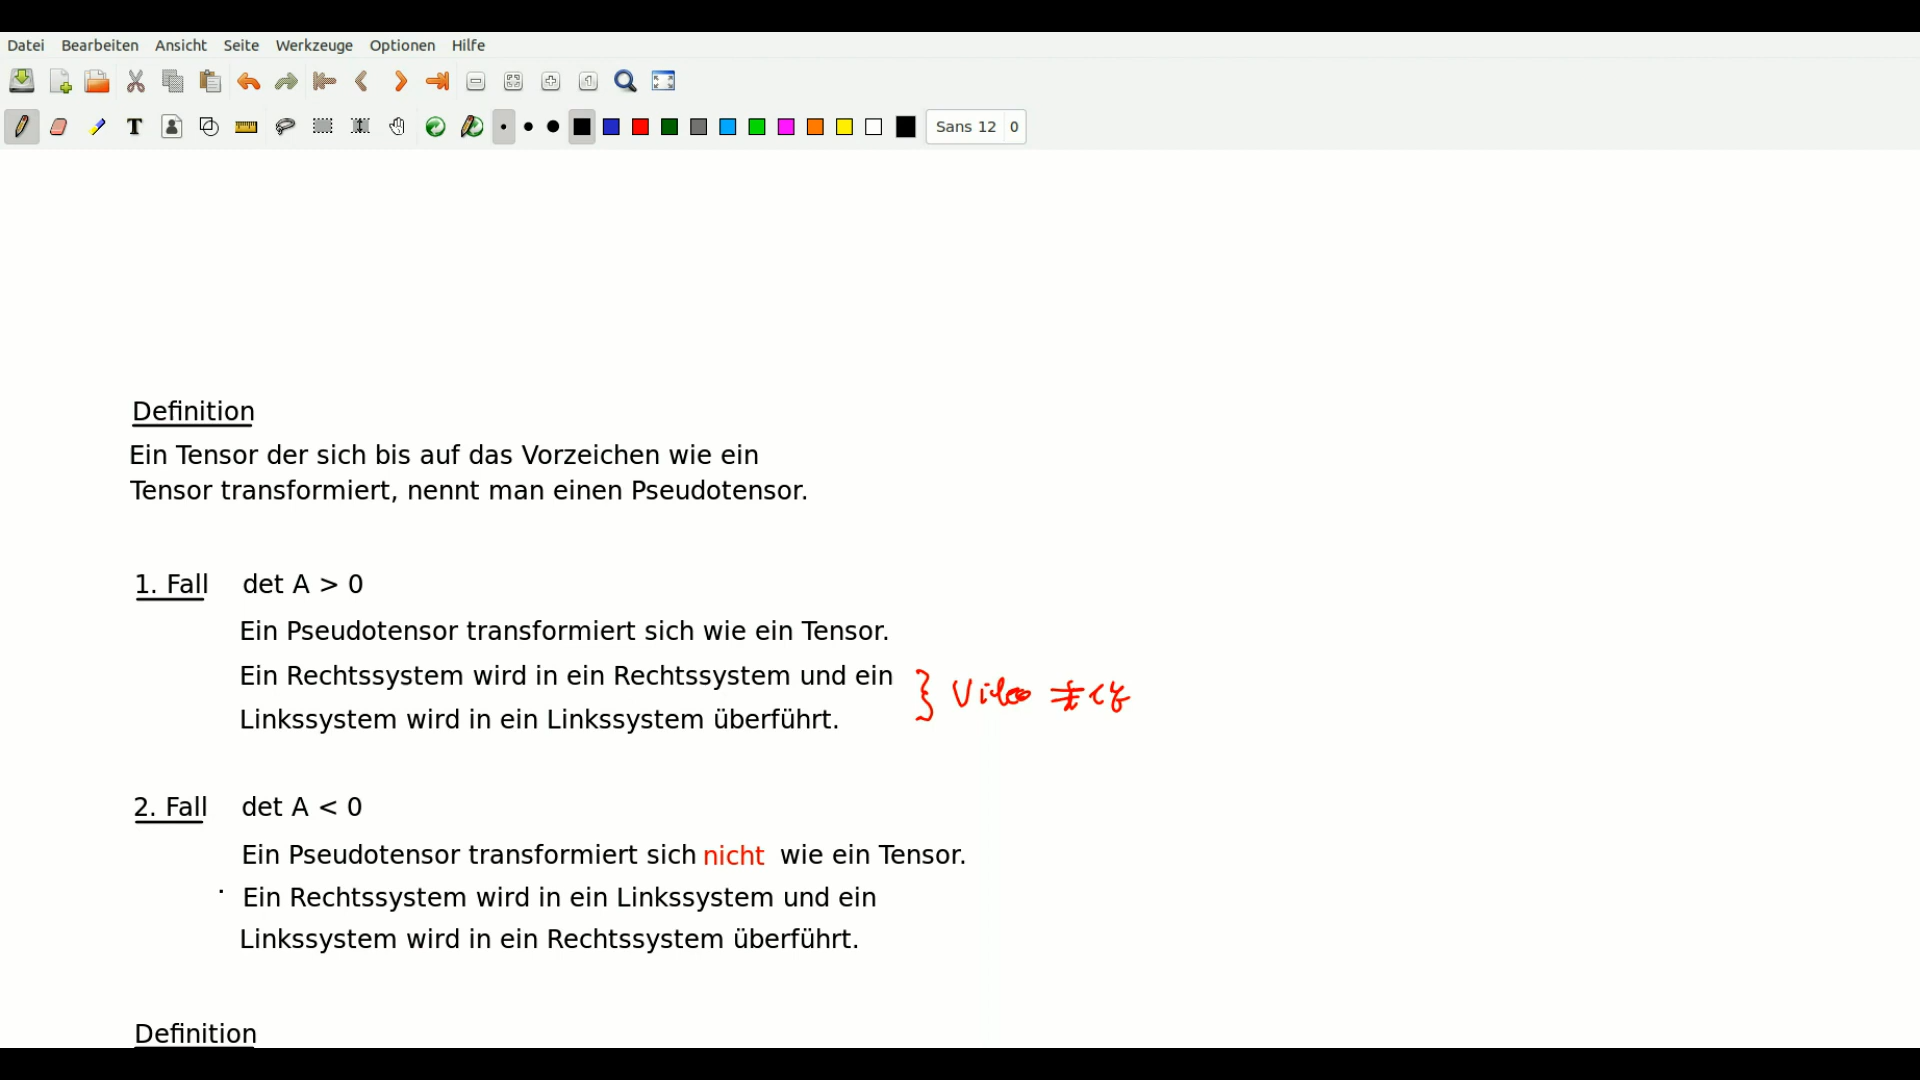 Datei Bearbeiten Ansicht Seite Werkzeuge Optionen Hilfe
Sans 12 0
Definition
Ein Tensor der sich bis auf das Vorzeichen wie ein
Tensor transformiert, nennt man einen Pseudotensor.
1. Fall det A > 0
Ein Pseudotensor transformiert sich wie ein Tensor.
Ein Rechtssystem wird in ein Rechtssystem und ein
Linkssystem wird in ein Linkssystem überführt.
} Video
2. Fall det A < 0
Ein Pseudotensor transformiert sich nicht wie ein Tensor.
Ein Rechtssystem wird in ein Linkssystem und ein
Linkssystem wird in ein Rechtssystem überführt.
Definition